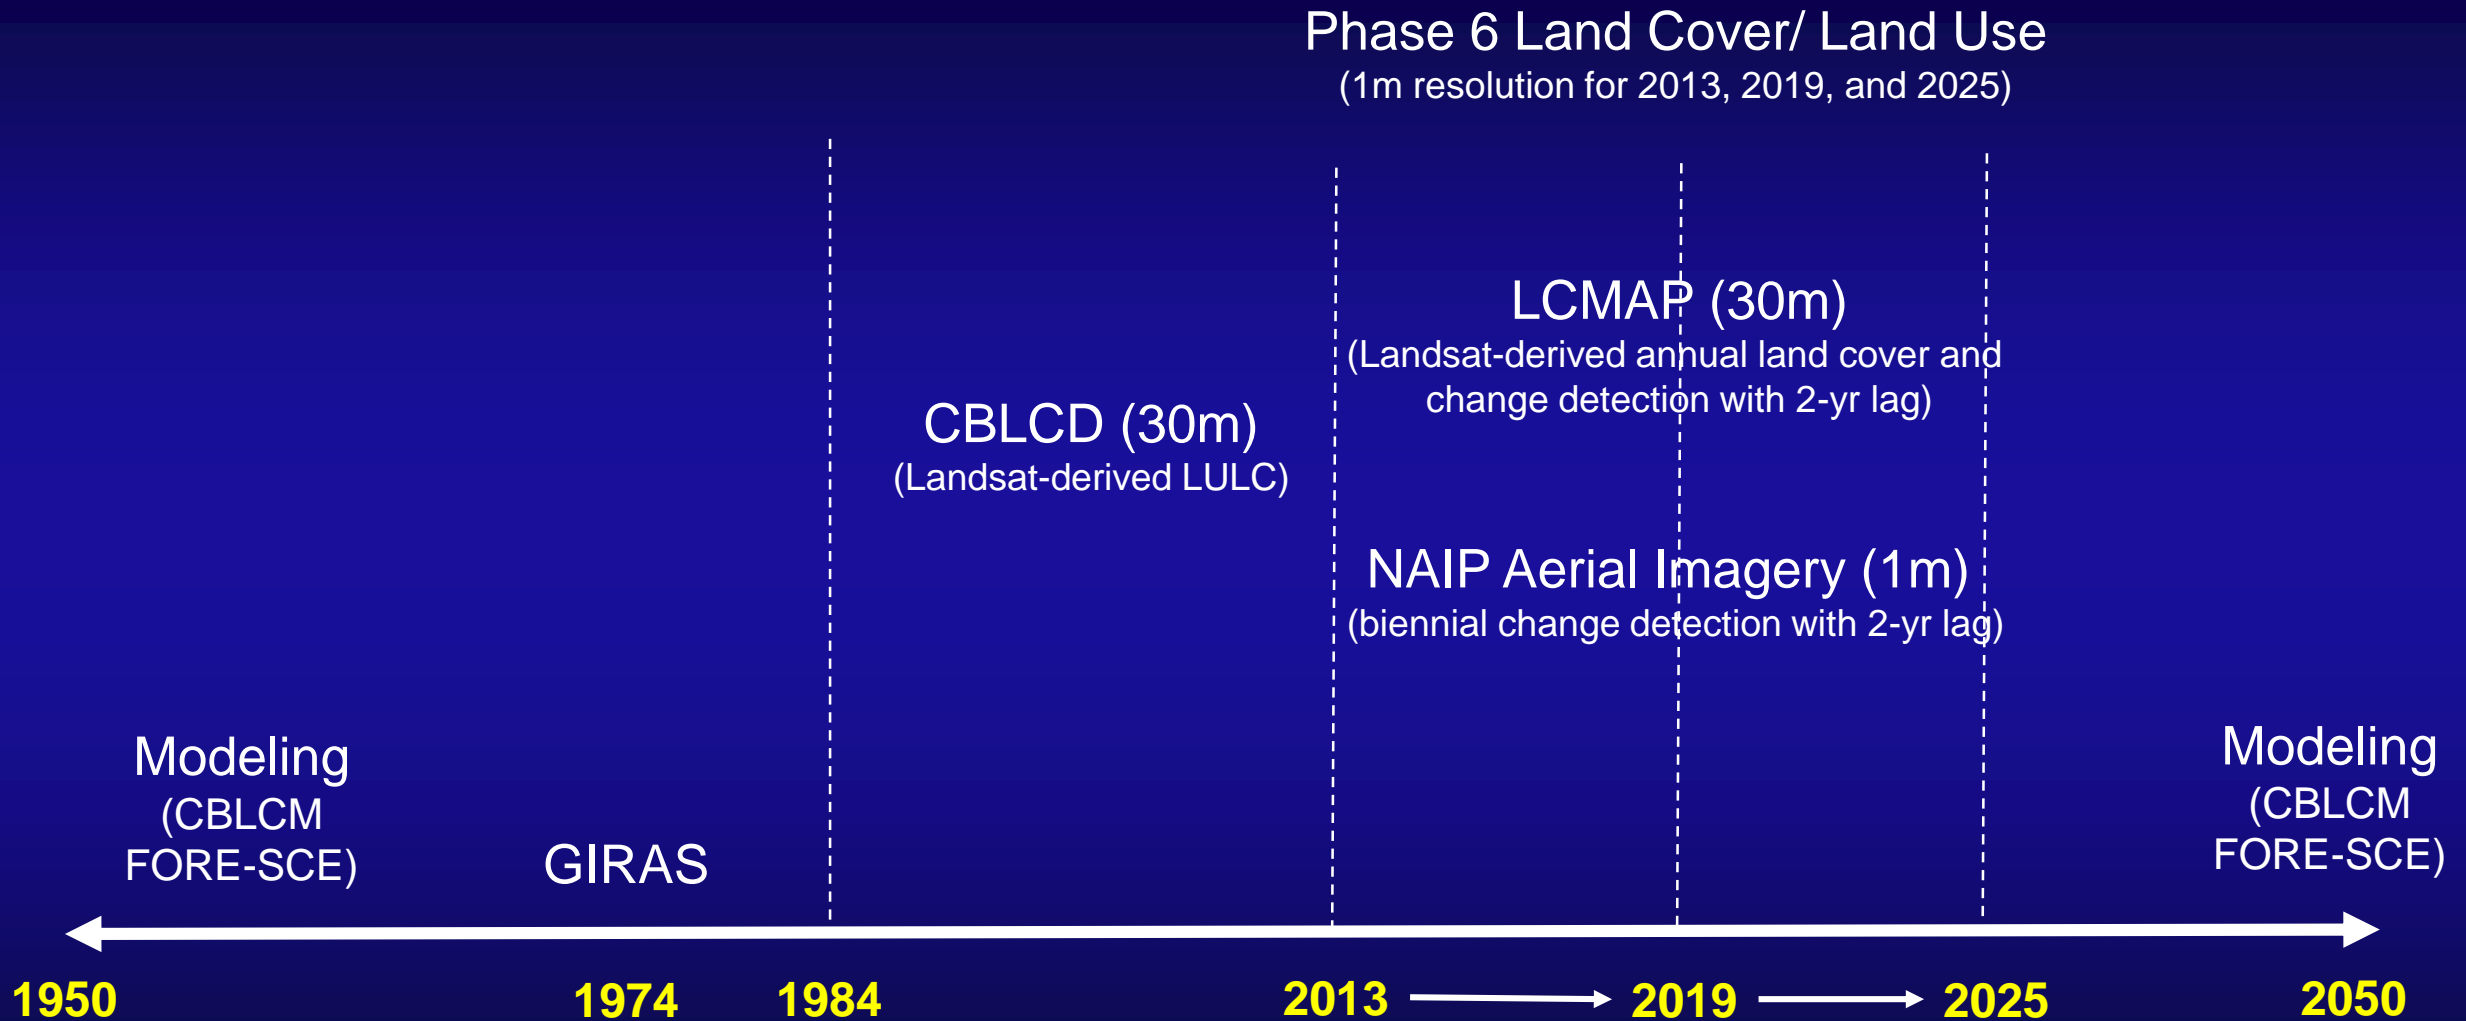 Phase 6 Land Cover/ Land Use
(1m resolution for 2013, 2019, and 2025)
LCMAP (30m)
(Landsat-derived annual land cover and
change detection with 2-yr lag)
CBLCD (30m)
(Landsat-derived LULC)
NAIP Aerial Imagery (1m)
(biennial change detection with 2-yr lag)
Modeling
(CBLCM
FORE-SCE)
GIRAS
Modeling
(CBLCM
FORE-SCE)
1950
1974
1984
2013
2019
2025
2050